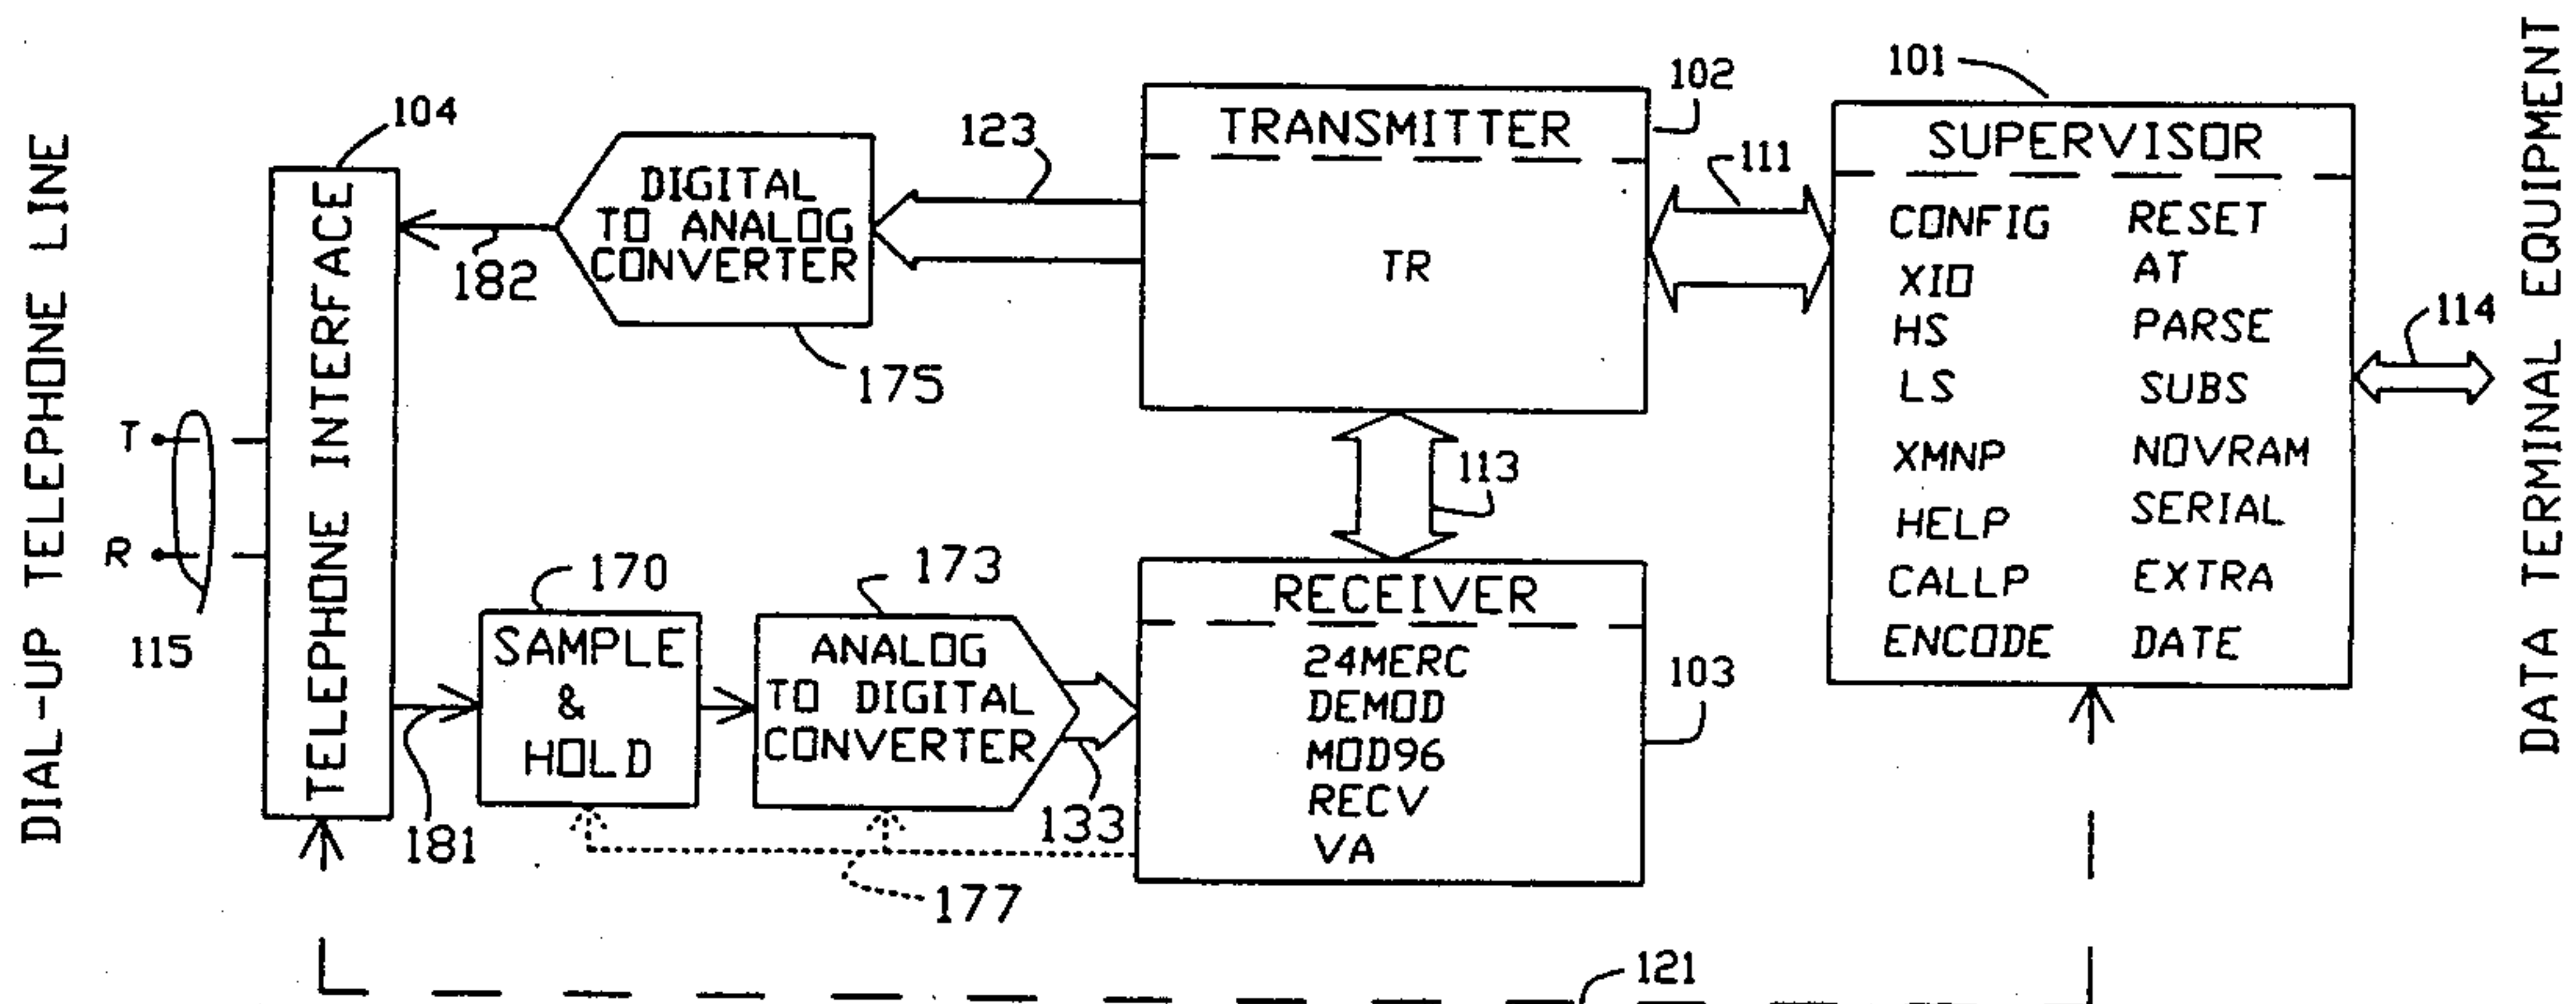 DIAL-UP TELEPHONE LINE
T
R
115
104
TELEPHONE INTERFACE
182
DIGITAL
TO ANALOG
CONVERTER
175
123
TRANSMITTER
TR
102
111
101
SUPERVISOR
CONFIG RESET
XIO AT
HS PARSE
LS SUBS
XMNP NOVRAM
HELP SERIAL
CALLP EXTRA
ENCODE DATE
114
DATA TERMINAL EQUIPMENT
113
181
170
SAMPLE
&
HOLD
173
ANALOG
TO DIGITAL
CONVERTER
133
RECEIVER
24MERC
DEMOD
MOD96
RECV
VA
103
177
121